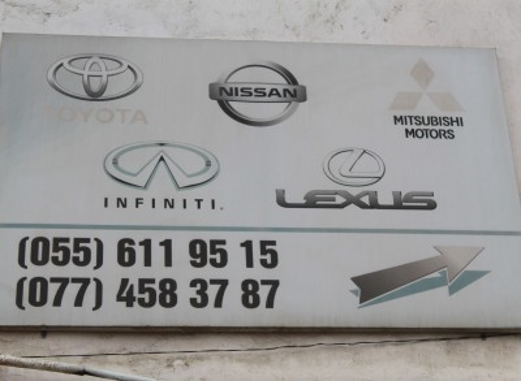 TOYOTA
NISSAN
MITSUBISHI
MOTORS
INFINITI.
LEXUS
(055) 611 95 15
(077) 458 37 87